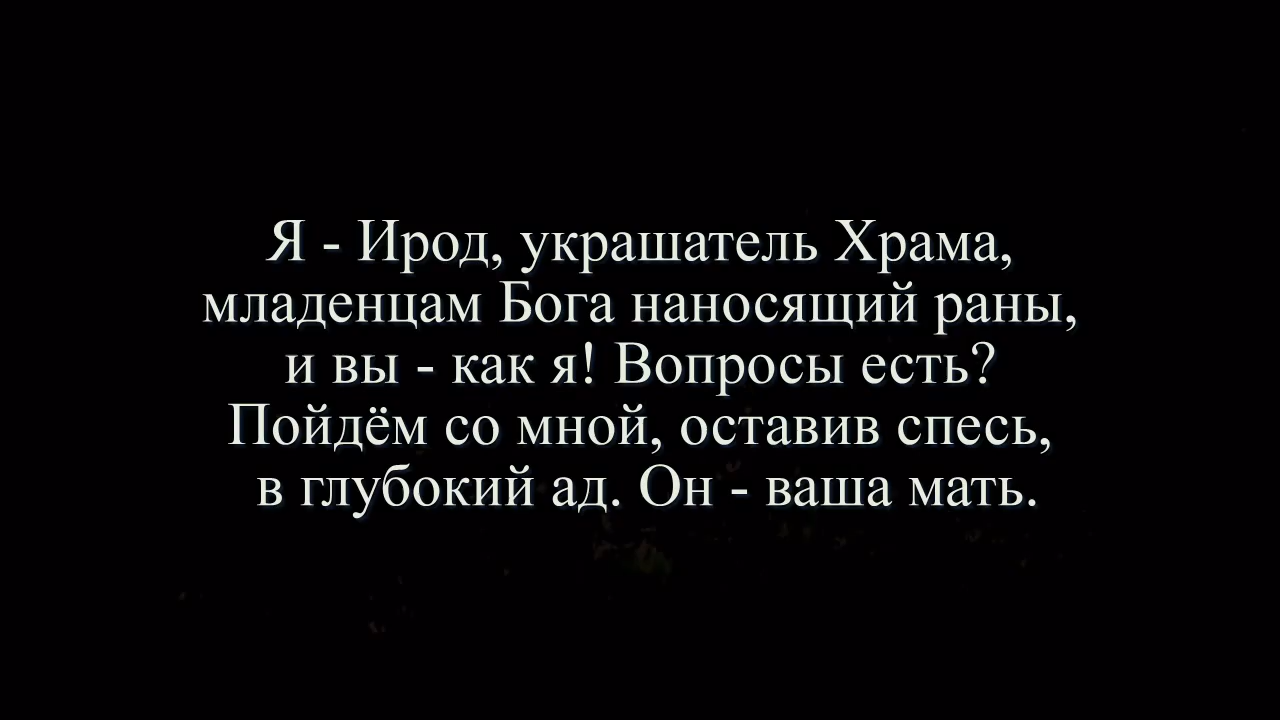 Я - Ирод, украшатель Храма,
младенцам Бога наносящий раны,
и вы - как я! Вопросы есть?
Пойдём со мной, оставив спесь,
в глубокий ад. Он - ваша мать.